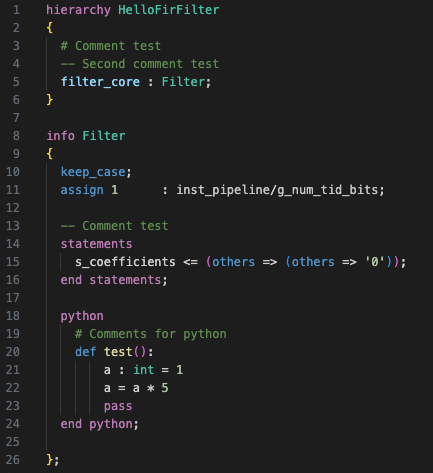 1 hierarchy HelloFirFilter
2 {
3   # Comment test
4   -- Second comment test
5   filter_core : Filter;
6 }
7
8 info Filter
9 {
10   keep_case;
11   assign 1      : inst_pipeline/g_num_tid_bits;
12
13   -- Comment test
14   statements
15     s_coefficients <= (others => (others => '0'));
16   end statements;
17
18   python
19     # Comments for python
20     def test():
21         a : int = 1
22         a = a * 5
23         pass
24   end python;
25
26 };